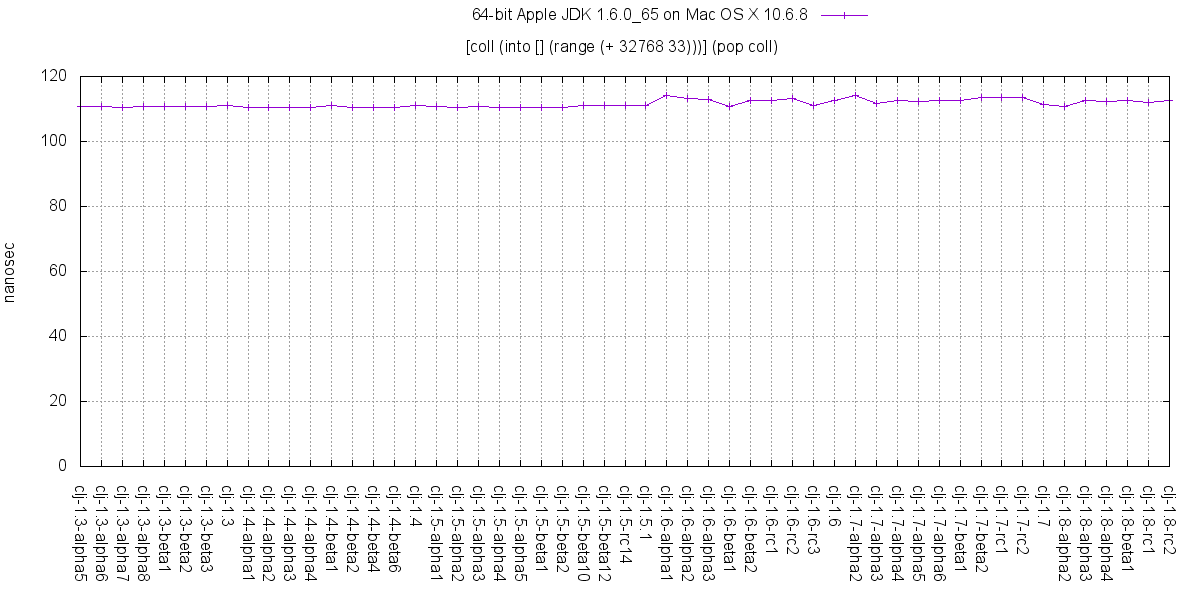 64-bit Apple JDK 1.6.0_65 on Mac OS X 10.6.8
[coll (into [] (range (+ 32768 33)))] (pop coll)
120
100
80
60
40
20
0
nanosec
clj-1.3-alpha5
clj-1.3-alpha6
clj-1.3-alpha7
clj-1.3-alpha8
clj-1.3-beta1
clj-1.3-beta2
clj-1.3-beta3
clj-1.3
clj-1.4-alpha1
clj-1.4-alpha2
clj-1.4-alpha3
clj-1.4-alpha4
clj-1.4-beta1
clj-1.4-beta2
clj-1.4-beta4
clj-1.4-beta6
clj-1.4
clj-1.5-alpha1
clj-1.5-alpha2
clj-1.5-alpha3
clj-1.5-alpha4
clj-1.5-alpha5
clj-1.5-beta1
clj-1.5-beta2
clj-1.5-beta10
clj-1.5-beta12
clj-1.5-rc14
clj-1.5.1
clj-1.6-alpha1
clj-1.6-alpha2
clj-1.6-alpha3
clj-1.6-beta1
clj-1.6-beta2
clj-1.6-rc1
clj-1.6-rc2
clj-1.6-rc3
clj-1.6
clj-1.7-alpha2
clj-1.7-alpha3
clj-1.7-alpha4
clj-1.7-alpha5
clj-1.7-alpha6
clj-1.7-beta1
clj-1.7-beta2
clj-1.7-rc1
clj-1.7-rc2
clj-1.7
clj-1.8-alpha2
clj-1.8-alpha3
clj-1.8-alpha4
clj-1.8-beta1
clj-1.8-rc1
clj-1.8-rc2